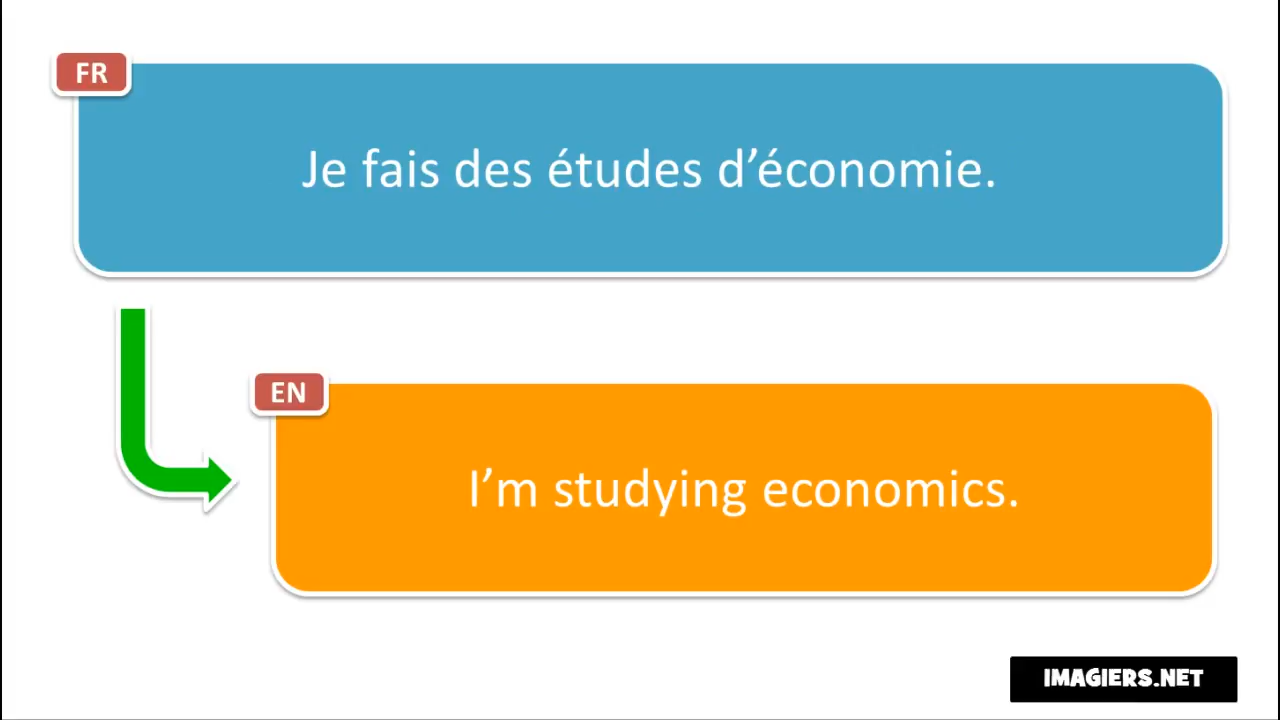 FR
Je fais des études d’économie.
EN
I’m studying economics.
IMAGIERS.NET